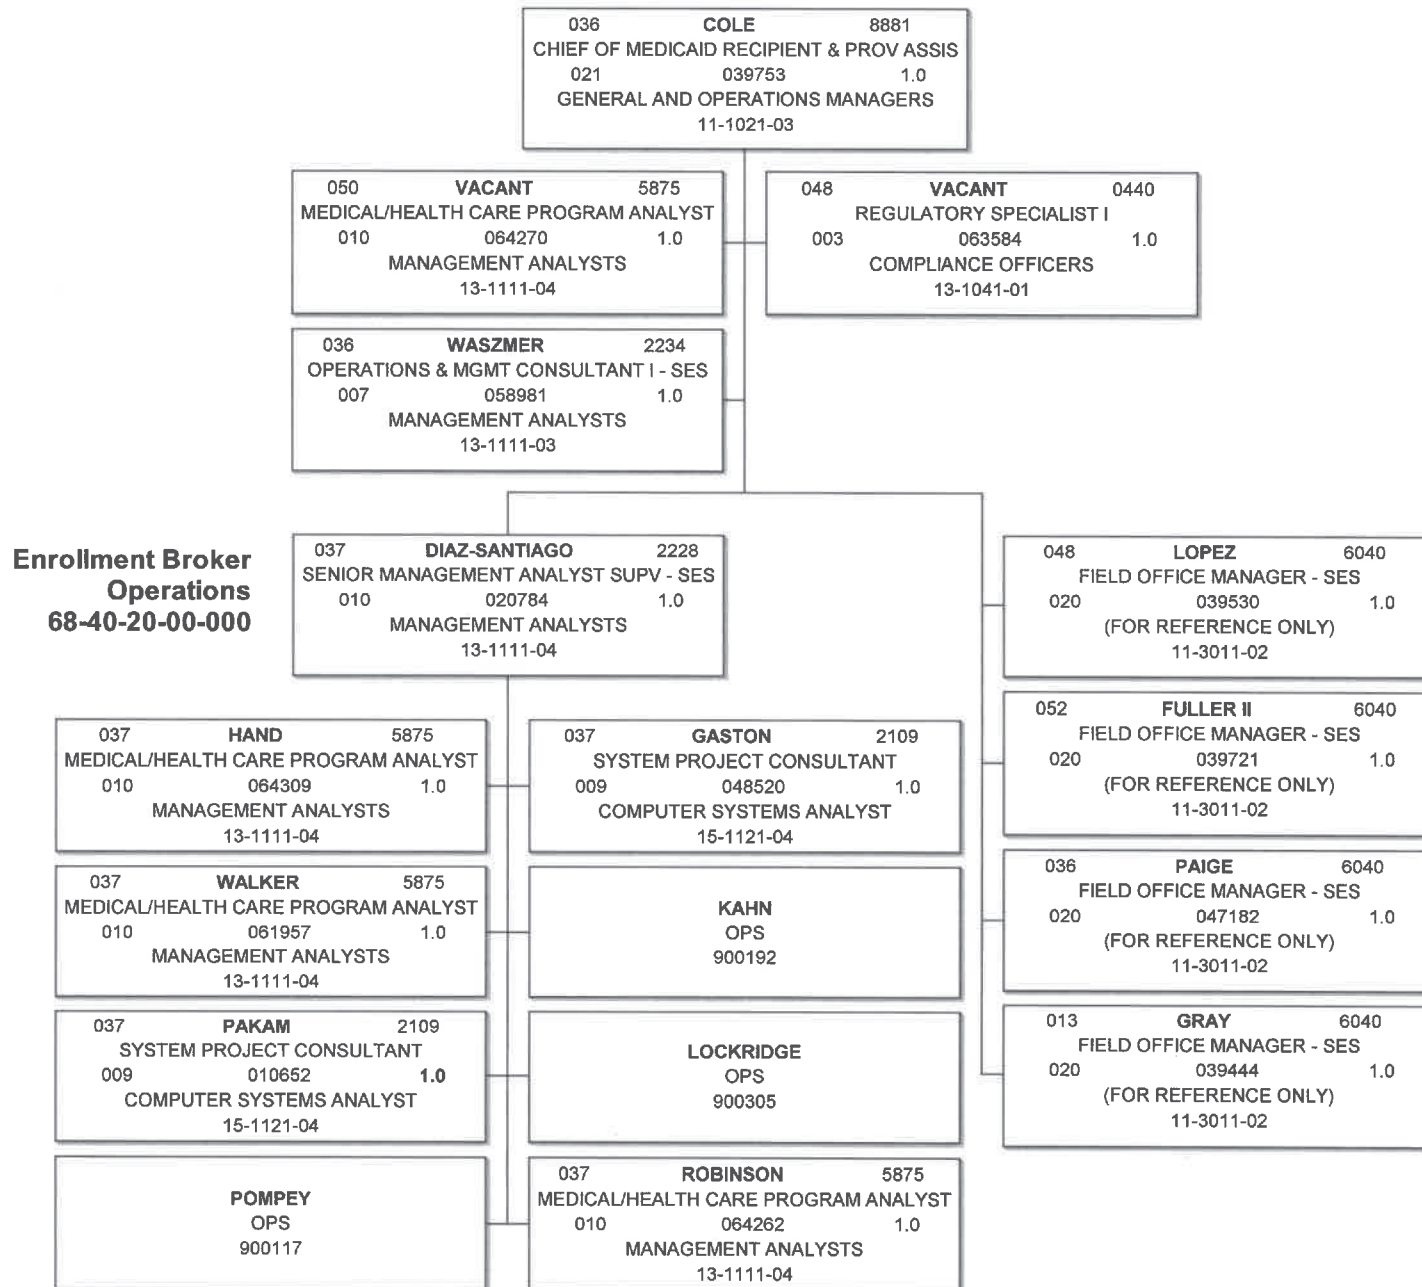 036 COLE 8881
CHIEF OF MEDICAID RECIPIENT & PROV ASSIS
021 039753 1.0
GENERAL AND OPERATIONS MANAGERS
11-1021-03
050 VACANT 5875
MEDICAL/HEALTH CARE PROGRAM ANALYST
010 064270 1.0
MANAGEMENT ANALYSTS
13-1111-04
048 VACANT 0440
REGULATORY SPECIALIST I
003 063584 1.0
COMPLIANCE OFFICERS
13-1041-01
036 WASZMER 2234
OPERATIONS & MGMT CONSULTANT I - SES
007 058981 1.0
MANAGEMENT ANALYSTS
13-1111-03
Enrollment Broker
Operations
68-40-20-00-000
037 DIAZ-SANTIAGO 2228
SENIOR MANAGEMENT ANALYST SUPV - SES
010 020784 1.0
MANAGEMENT ANALYSTS
13-1111-04
048 LOPEZ 6040
FIELD OFFICE MANAGER - SES
020 039530 1.0
(FOR REFERENCE ONLY)
11-3011-02
052 FULLER II 6040
FIELD OFFICE MANAGER - SES
020 039721 1.0
(FOR REFERENCE ONLY)
11-3011-02
036 PAIGE 6040
FIELD OFFICE MANAGER - SES
020 047182 1.0
(FOR REFERENCE ONLY)
11-3011-02
013 GRAY 6040
FIELD OFFICE MANAGER - SES
020 039444 1.0
(FOR REFERENCE ONLY)
11-3011-02
037 HAND 5875
MEDICAL/HEALTH CARE PROGRAM ANALYST
010 064309 1.0
MANAGEMENT ANALYSTS
13-1111-04
037 GASTON 2109
SYSTEM PROJECT CONSULTANT
009 048520 1.0
COMPUTER SYSTEMS ANALYST
15-1121-04
037 WALKER 5875
MEDICAL/HEALTH CARE PROGRAM ANALYST
010 061957 1.0
MANAGEMENT ANALYSTS
13-1111-04
KAHN
OPS
900192
037 PAKAM 2109
SYSTEM PROJECT CONSULTANT
009 010652 1.0
COMPUTER SYSTEMS ANALYST
15-1121-04
LOCKRIDGE
OPS
900305
POMPEY
OPS
900117
037 ROBINSON 5875
MEDICAL/HEALTH CARE PROGRAM ANALYST
010 064262 1.0
MANAGEMENT ANALYSTS
13-1111-04